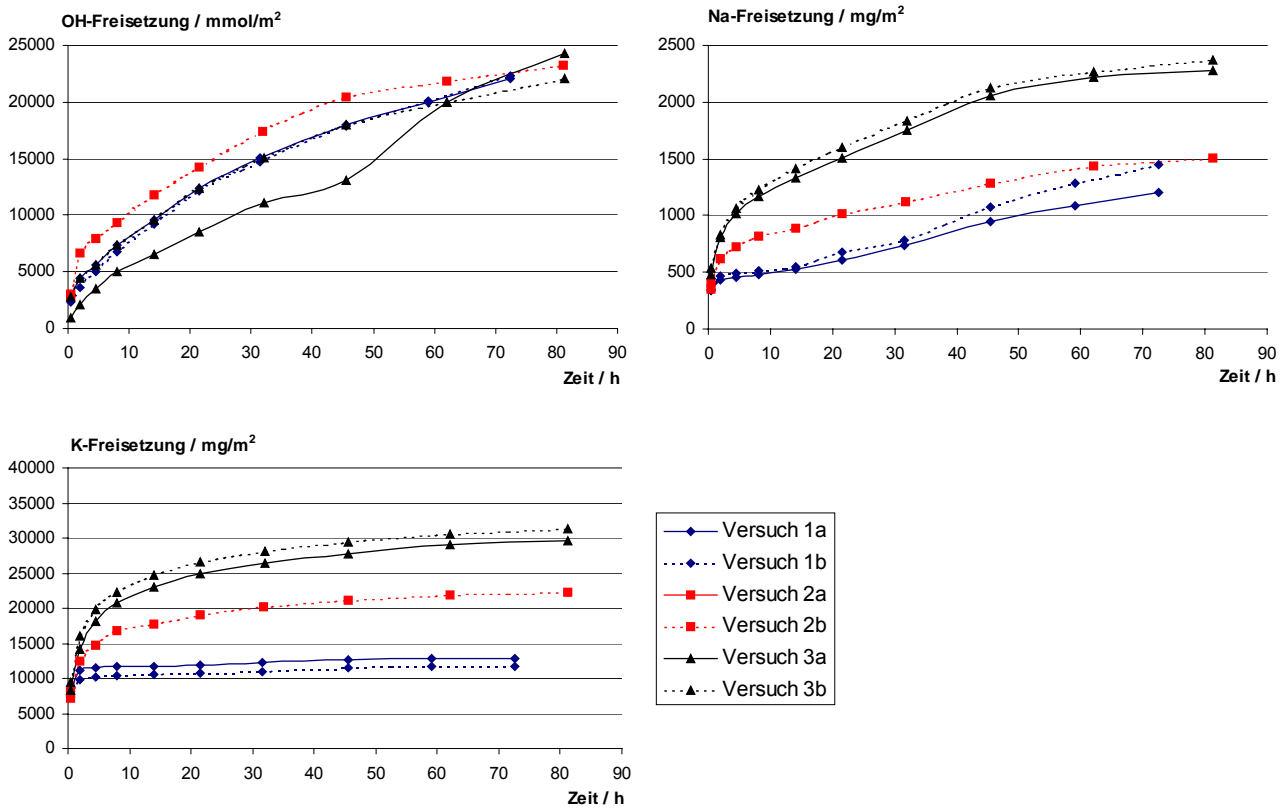 OH-Freisetzung / mmol/m²
25000
20000
15000
10000
5000
0
0 10 20 30 40 50 60 70 80 90
Zeit / h
Na-Freisetzung / mg/m²
2500
2000
1500
1000
500
0
0 10 20 30 40 50 60 70 80 90
Zeit / h
K-Freisetzung / mg/m²
40000
35000
30000
25000
20000
15000
10000
5000
0
0 10 20 30 40 50 60 70 80 90
Zeit / h
Versuch 1a
Versuch 1b
Versuch 2a
Versuch 2b
Versuch 3a
Versuch 3b